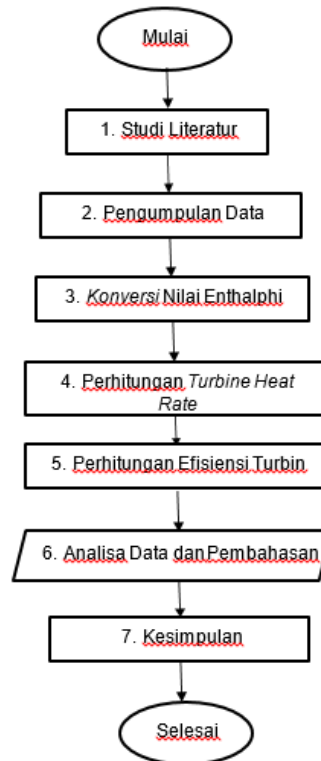 Mulai
1. Studi Literatur
2. Pengumpulan Data
3. Konversi Nilai Enthalphi
4. Perhitungan Turbine Heat
Rate
5. Perhitungan Efisiensi Turbin
6. Analisa Data dan Pembahasan
7. Kesimpulan
Selesai